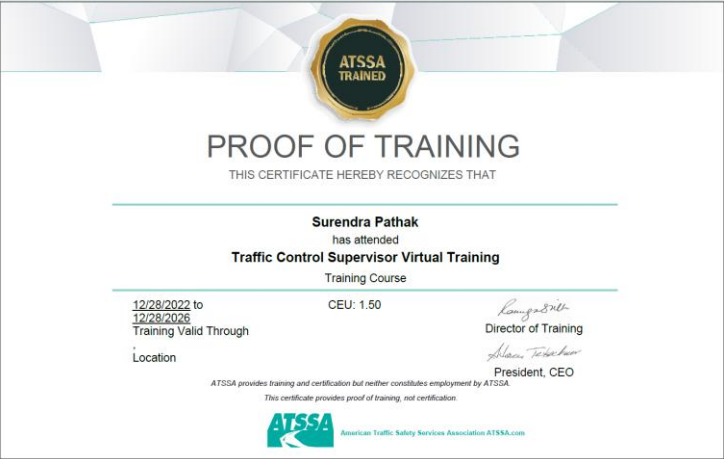 ATSSA
TRAINED
PROOF OF TRAINING
THIS CERTIFICATE HEREBY RECOGNIZES THAT
Surendra Pathak
has attended
Traffic Control Supervisor Virtual Training
Training Course
12/28/2022 to
12/28/2026
Training Valid Through
,
Location
CEU: 1.50
Director of Training
President, CEO
ATSSA provides training and certification but neither constitutes employment by ATSSA.
This certificate provides proof of training, not certification.
ATSSA
American Traffic Safety Services Association ATSSA.com